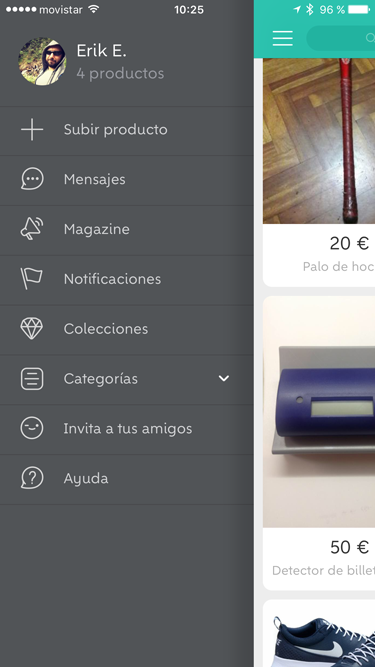 movistar 10:25 96 %
Erik E.
4 productos
Subir producto
Mensajes
Magazine
Notificaciones
Colecciones
Categorías
Invita a tus amigos
Ayuda
20 €
Palo de hoc
50 €
Detector de billet